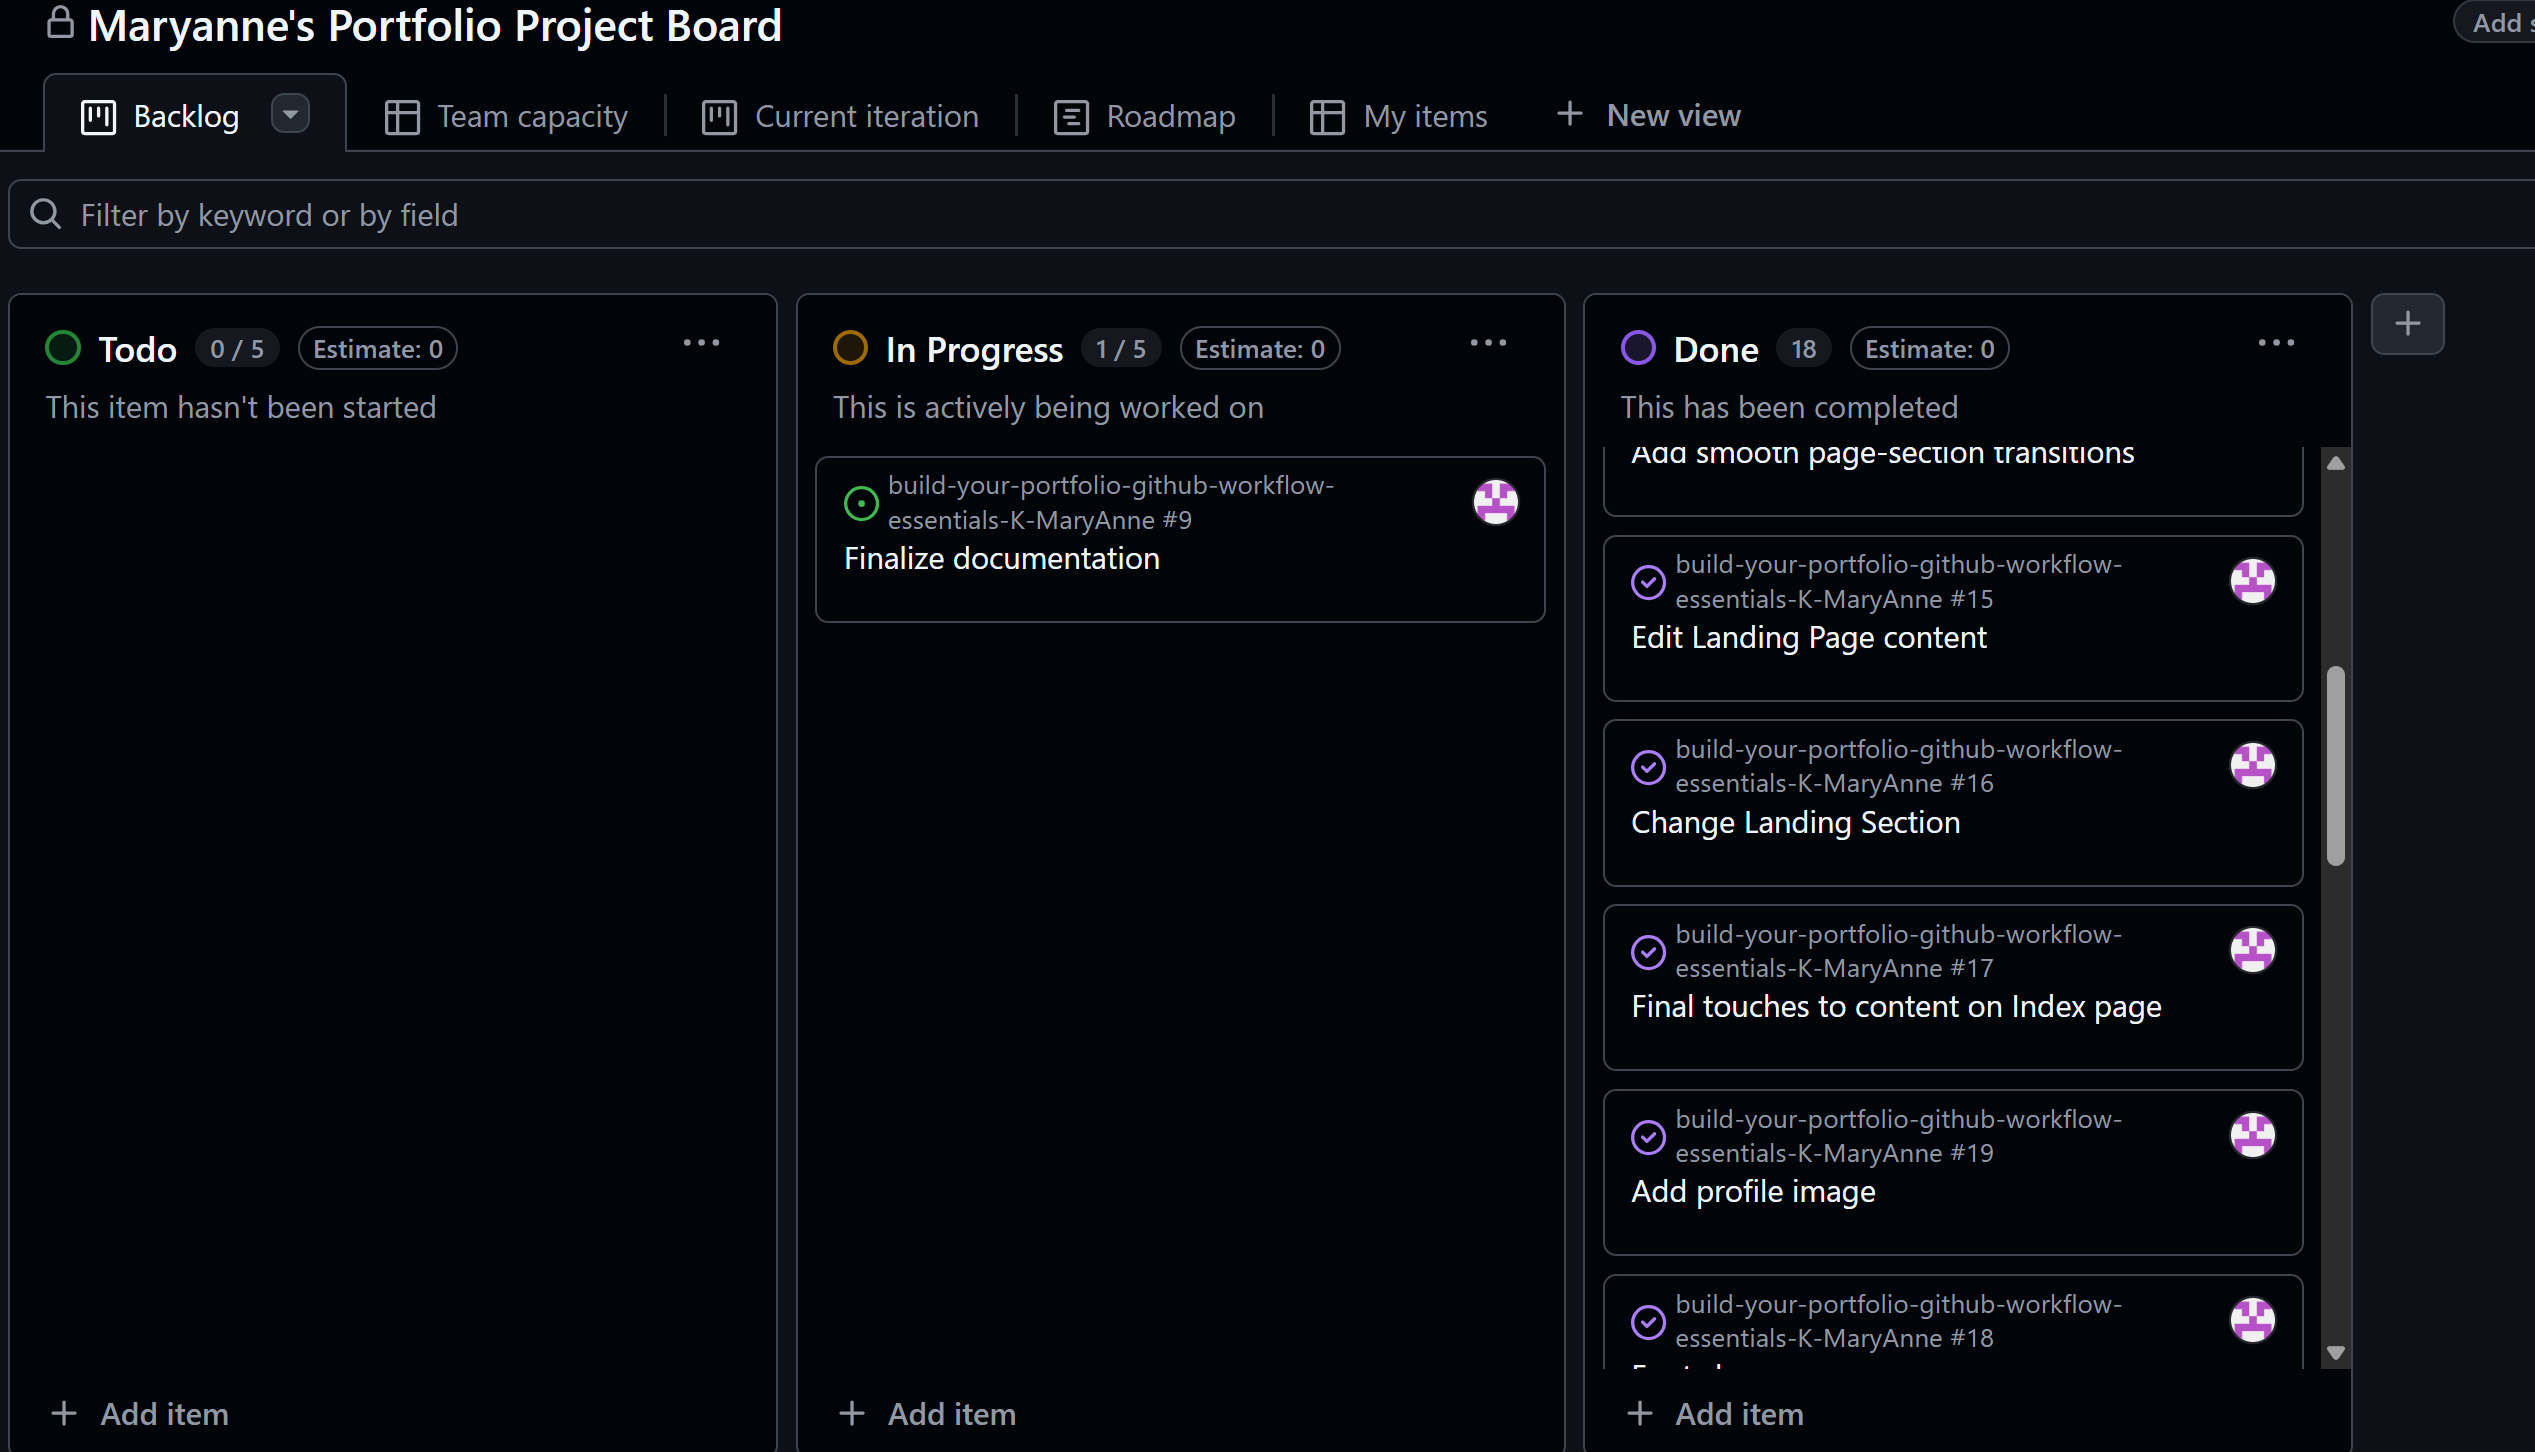 Maryanne's Portfolio Project Board
Add
Backlog
Team capacity
Current iteration
Roadmap
My items
New view
Filter by keyword or by field
Todo 0 / 5 Estimate: 0
This item hasn't been started
Add item
In Progress 1 / 5 Estimate: 0
This is actively being worked on
build-your-portfolio-github-workflow-
essentials-K-MaryAnne #9
Finalize documentation
Add item
Done 18 Estimate: 0
This has been completed
Add smooth page-section transitions
build-your-portfolio-github-workflow-
essentials-K-MaryAnne #15
Edit Landing Page content
build-your-portfolio-github-workflow-
essentials-K-MaryAnne #16
Change Landing Section
build-your-portfolio-github-workflow-
essentials-K-MaryAnne #17
Final touches to content on Index page
build-your-portfolio-github-workflow-
essentials-K-MaryAnne #19
Add profile image
build-your-portfolio-github-workflow-
essentials-K-MaryAnne #18
Add item